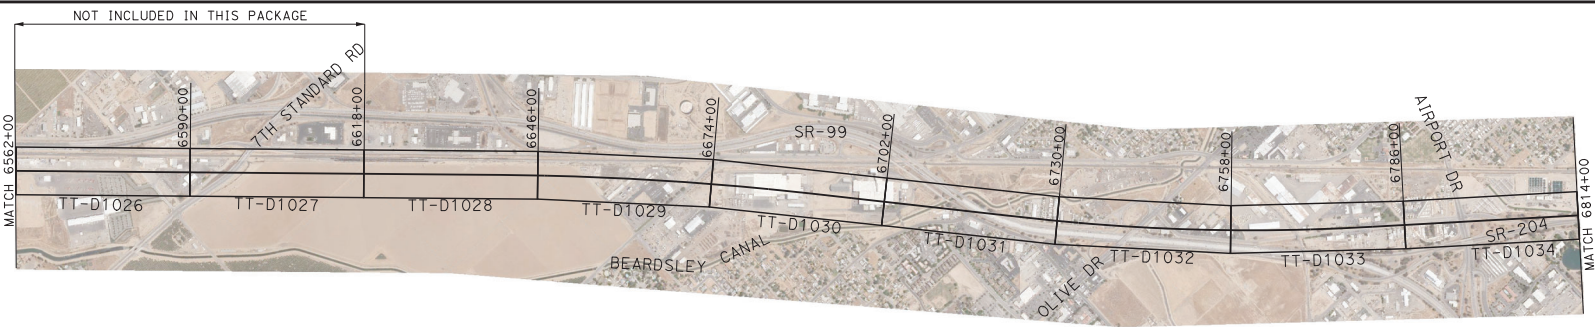 NOT INCLUDED IN THIS PACKAGE
MATCH 6562+00
6590+00
7TH STANDARD RD
6618+00
6646+00
6674+00
SR-99
6702+00
6730+00
6758+00
6786+00
AIRPORT DR
MATCH 6814+00
TT-D1026
TT-D1027
TT-D1028
TT-D1029
TT-D1030
TT-D1031
TT-D1032
TT-D1033
TT-D1034
SR-204
BEARDSLEY CANAL
OLIVE DR